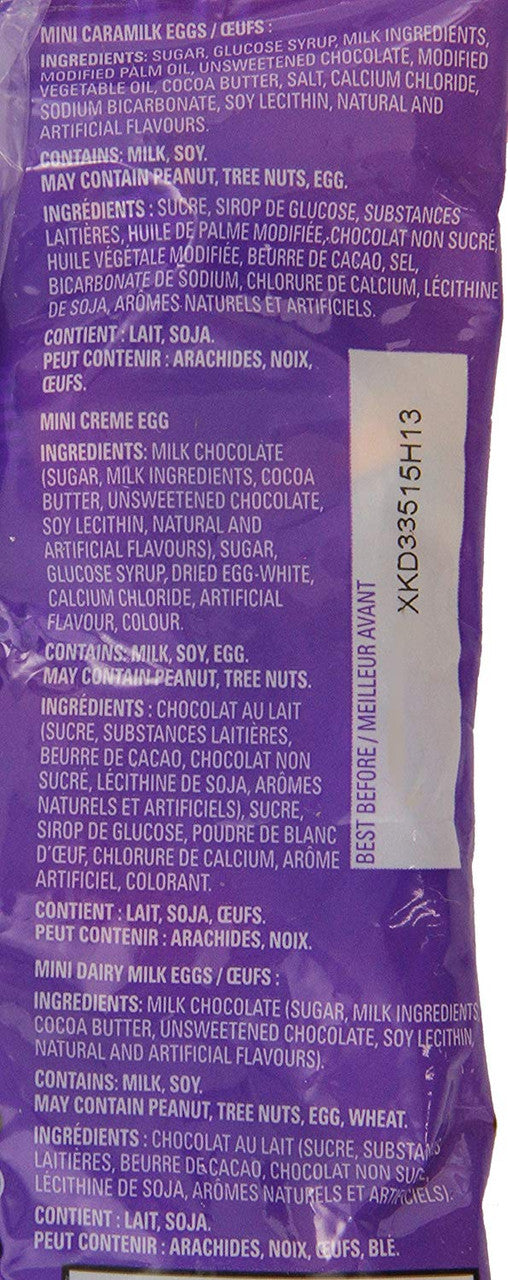 MINI CARAMILK EGGS / ŒUFS :
INGREDIENTS: SUGAR, GLUCOSE SYRUP, MILK INGREDIENTS,
MODIFIED PALM OIL, UNSWEETENED CHOCOLATE, MODIFIED
VEGETABLE OIL, COCOA BUTTER, SALT, CALCIUM CHLORIDE,
SODIUM BICARBONATE, SOY LECITHIN, NATURAL AND
ARTIFICIAL FLAVOURS.
CONTAINS: MILK, SOY.
MAY CONTAIN PEANUT, TREE NUTS, EGG.
INGRÉDIENTS : SUCRE, SIROP DE GLUCOSE, SUBSTANCES
LAITIÈRES, HUILE DE PALME MODIFIÉE, CHOCOLAT NON SUCRÉ,
HUILE VÉGÉTALE MODIFIÉE, BEURRE DE CACAO, SEL,
BICARBONATE DE SODIUM, CHLORURE DE CALCIUM, LÉCITHINE
DE SOJA, ARÔMES NATURELS ET ARTIFICIELS.
CONTIENT : LAIT, SOJA.
PEUT CONTENIR : ARACHIDES, NOIX,
ŒUFS.
MINI CREME EGG
INGREDIENTS: MILK CHOCOLATE
(SUGAR, MILK INGREDIENTS, COCOA
BUTTER, UNSWEETENED CHOCOLATE,
SOY LECITHIN, NATURAL AND
ARTIFICIAL FLAVOURS), SUGAR,
GLUCOSE SYRUP, DRIED EGG-WHITE,
CALCIUM CHLORIDE, ARTIFICIAL
FLAVOUR, COLOUR.
CONTAINS: MILK, SOY, EGG.
MAY CONTAIN PEANUT, TREE NUTS.
INGRÉDIENTS : CHOCOLAT AU LAIT
(SUCRE, SUBSTANCES LAITIÈRES,
BEURRE DE CACAO, CHOCOLAT NON
SUCRÉ, LÉCITHINE DE SOJA, ARÔMES
NATURELS ET ARTIFICIELS), SUCRE,
SIROP DE GLUCOSE, POUDRE DE BLANC
D'ŒUF, CHLORURE DE CALCIUM, ARÔME
ARTIFICIEL, COLORANT.
CONTIENT : LAIT, SOJA, ŒUFS.
PEUT CONTENIR : ARACHIDES, NOIX.
BEST BEFORE / MEILLEUR AVANT
XKD33515H13
MINI DAIRY MILK EGGS / ŒUFS :
INGREDIENTS: MILK CHOCOLATE (SUGAR, MILK INGREDIENTS
COCOA BUTTER, UNSWEETENED CHOCOLATE, SOY LECITHIN,
NATURAL AND ARTIFICIAL FLAVOURS).
CONTAINS: MILK, SOY.
MAY CONTAIN PEANUT, TREE NUTS, EGG, WHEAT.
INGRÉDIENTS : CHOCOLAT AU LAIT (SUCRE,
LAITIÈRES, BEURRE DE CACAO, CHOCOLAT NON
LÉCITHINE DE SOJA, ARÔMES NATURELS ET ARTIFICIELS).
CONTIENT : LAIT, SOJA.
PEUT CONTENIR : ARACHIDES, NOIX, ŒUFS, BLÉ.